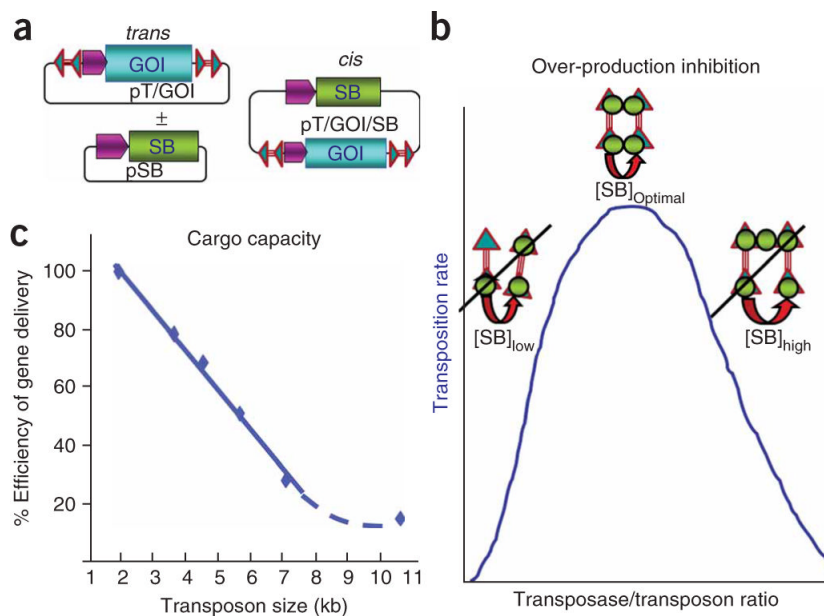 a
trans
GOI
pT/GOI
±
SB
pSB
cis
SB
pT/GOI/SB
GOI
b
Over-production inhibition
[SB]Optimal
[SB]low
[SB]high
Transposition rate
Transposase/transposon ratio
c
Cargo capacity
% Efficiency of gene delivery
100
80
60
40
20
1 2 3 4 5 6 7 8 9 10 11
Transposon size (kb)